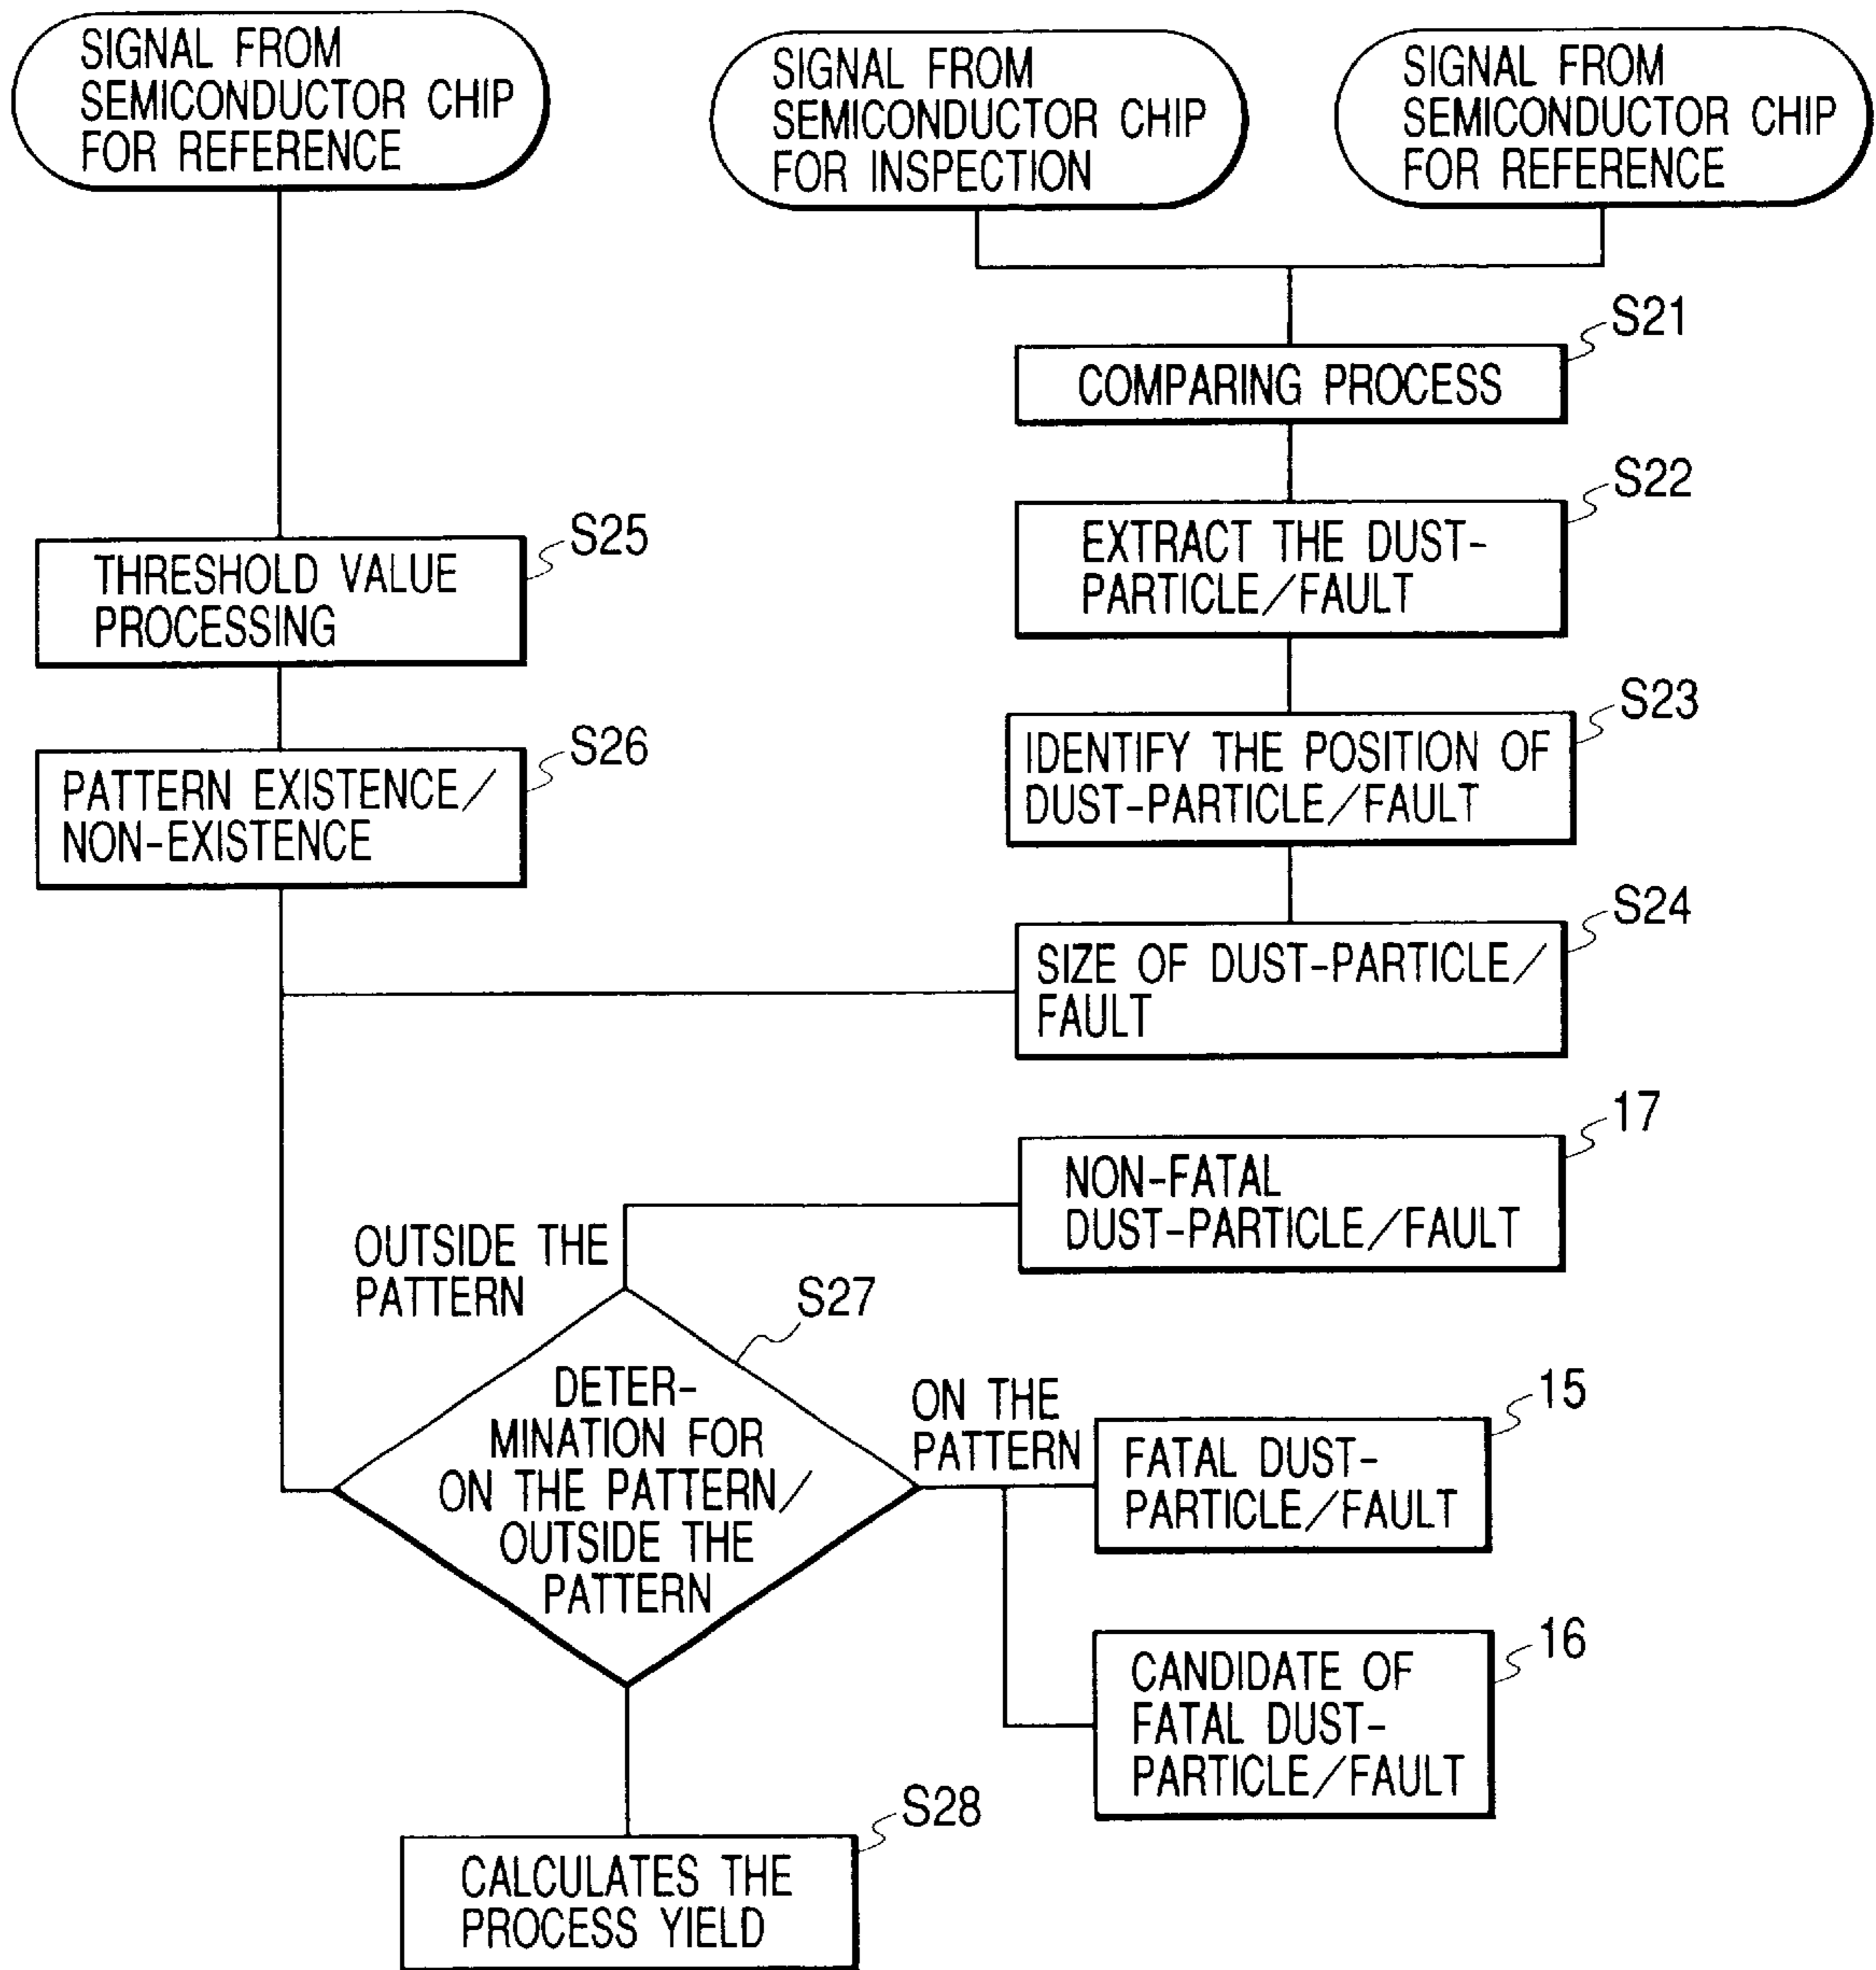 SIGNAL FROM
SEMICONDUCTOR CHIP
FOR REFERENCE
SIGNAL FROM
SEMICONDUCTOR CHIP
FOR INSPECTION
SIGNAL FROM
SEMICONDUCTOR CHIP
FOR REFERENCE
S21
COMPARING PROCESS
S22
EXTRACT THE DUST-
PARTICLE/FAULT
S25
THRESHOLD VALUE
PROCESSING
S23
IDENTIFY THE POSITION OF
DUST-PARTICLE/FAULT
S26
PATTERN EXISTENCE/
NON-EXISTENCE
S24
SIZE OF DUST-PARTICLE/
FAULT
17
NON-FATAL
DUST-PARTICLE/FAULT
OUTSIDE THE
PATTERN
S27
DETER-
MINATION FOR
ON THE PATTERN/
OUTSIDE THE
PATTERN
ON THE
PATTERN
15
FATAL DUST-
PARTICLE/FAULT
16
CANDIDATE OF
FATAL DUST-
PARTICLE/FAULT
S28
CALCULATES THE
PROCESS YIELD